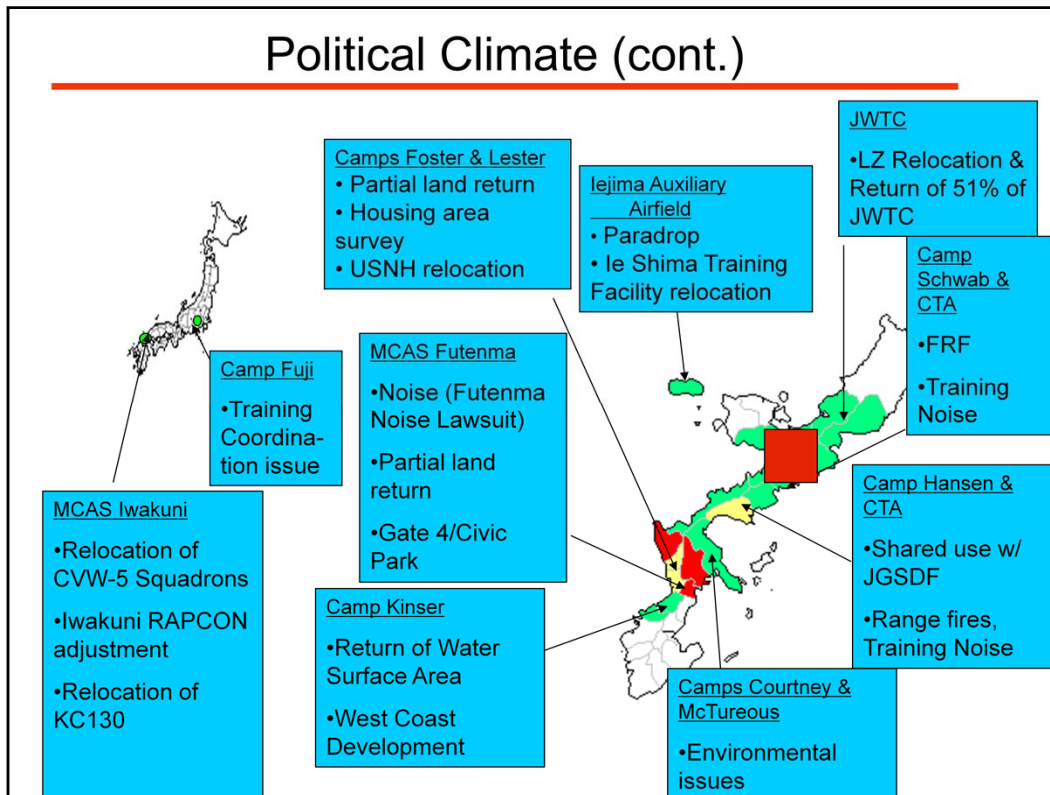 Political Climate (cont.)
Camps Foster & Lester
• Partial land return
• Housing area
survey
• USNH relocation
Iejima Auxiliary
Airfield
• Paradrop
• Ie Shima Training
Facility relocation
JWTC
•LZ Relocation &
Return of 51% of
JWTC
Camp
Schwab &
CTA
•FRF
•Training
Noise
Camp Fuji
•Training
Coordina-
tion issue
MCAS Futenma
•Noise (Futenma
Noise Lawsuit)
•Partial land
return
•Gate 4/Civic
Park
MCAS Iwakuni
•Relocation of
CVW-5 Squadrons
•Iwakuni RAPCON
adjustment
•Relocation of
KC130
Camp Kinser
•Return of Water
Surface Area
•West Coast
Development
Camp Hansen &
CTA
•Shared use w/
JGSDF
•Range fires,
Training Noise
Camps Courtney &
McTureous
•Environmental
issues